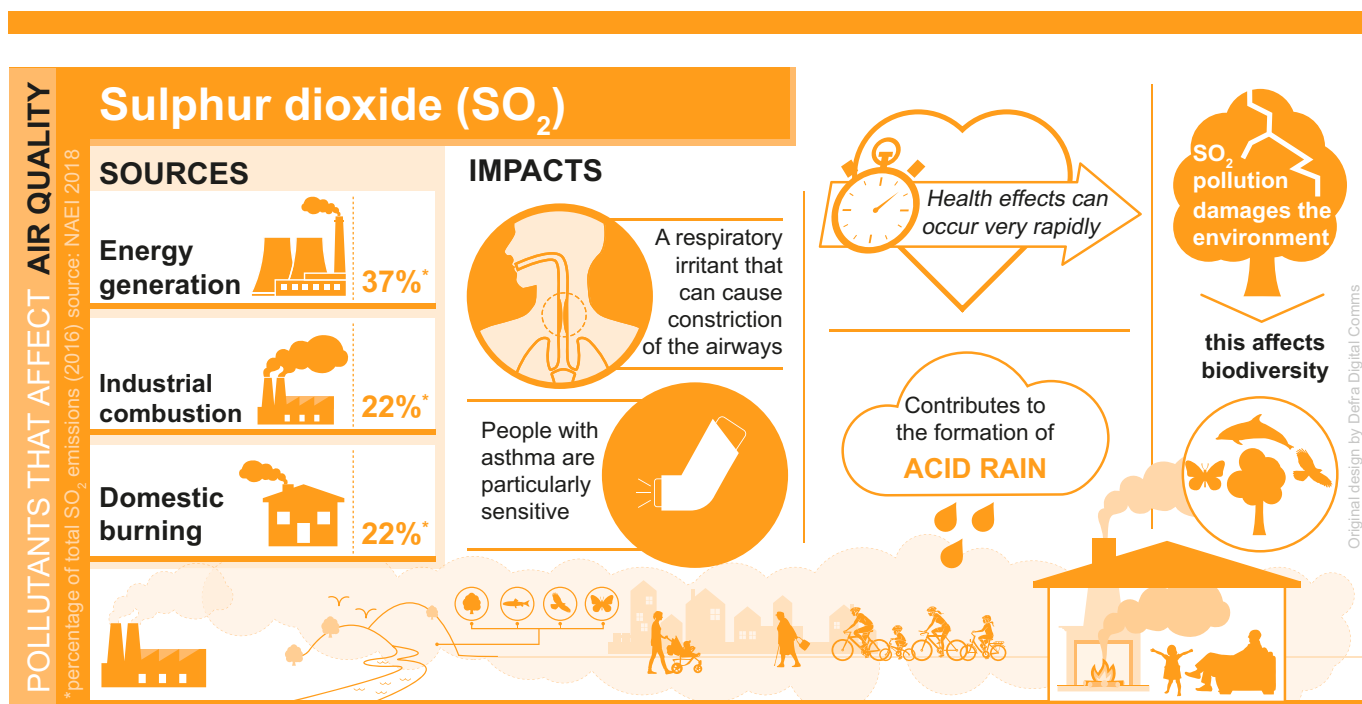 POLLUTANTS THAT AFFECT AIR QUALITY
*percentage of total SO₂ emissions (2016) source: NAEI 2018
Sulphur dioxide (SO₂)
SOURCES
Energy
generation
37%*
Industrial
combustion
22%*
Domestic
burning
22%*
IMPACTS
A respiratory
irritant that
can cause
constriction
of the airways
People with
asthma are
particularly
sensitive
Health effects can
occur very rapidly
Contributes to
the formation of
ACID RAIN
SO₂
pollution
damages the
environment
this affects
biodiversity
Original design by Defra Digital Comms